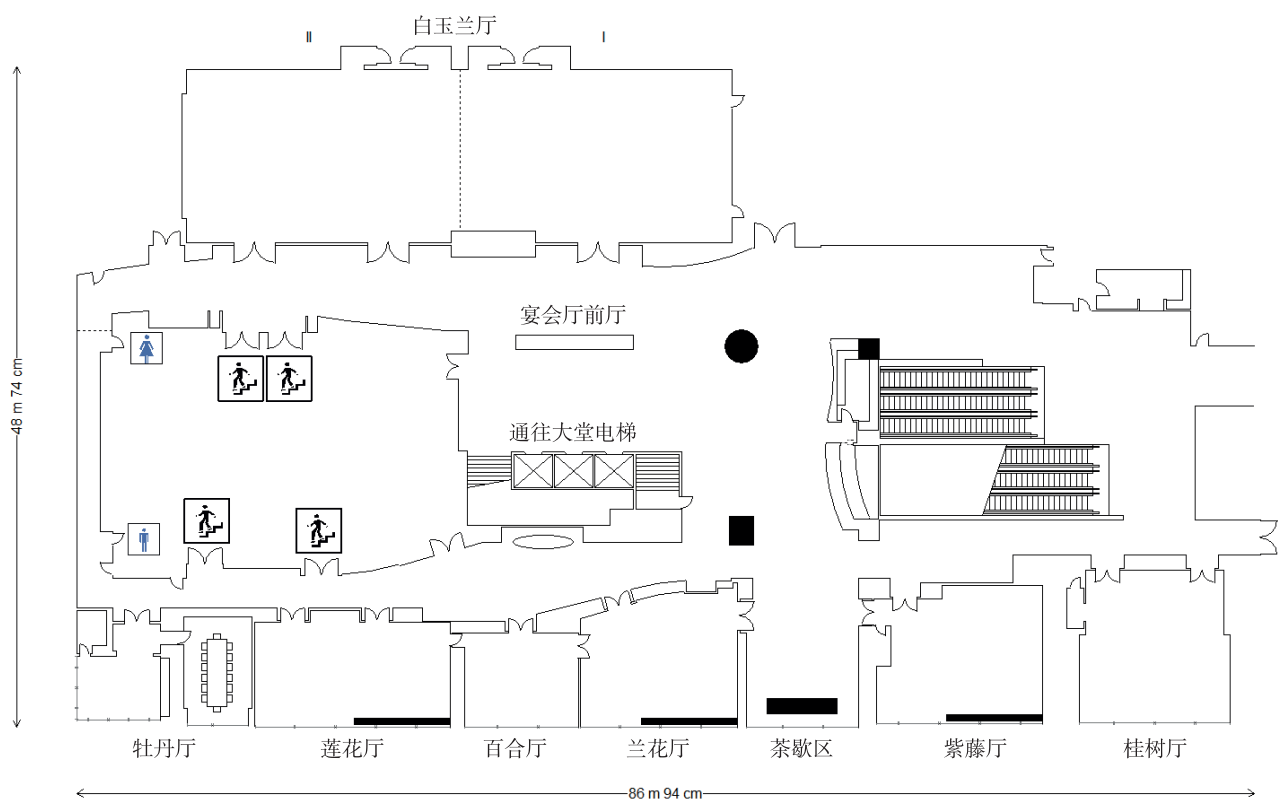 白玉兰厅
II
I
48 m 74 cm
宴会厅前厅
通往大堂电梯
牡丹厅
莲花厅
百合厅
兰花厅
茶歇区
紫藤厅
桂树厅
86 m 94 cm